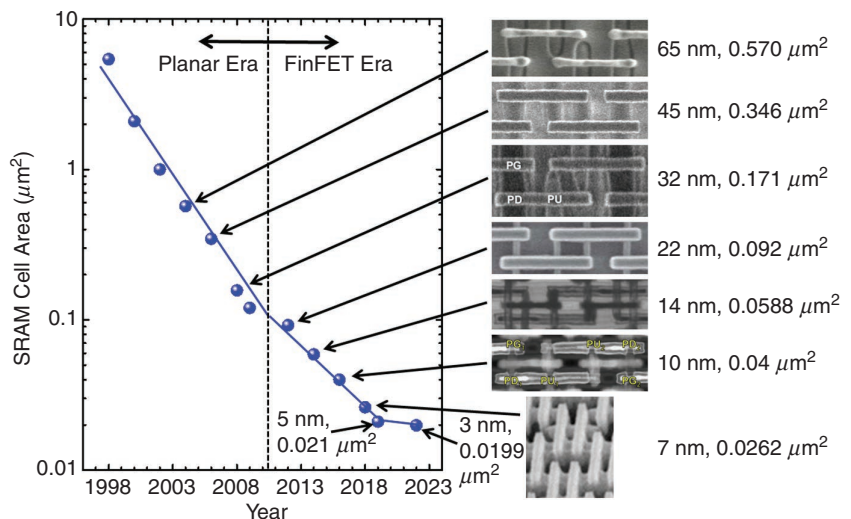 10
1
0.1
0.01
SRAM Cell Area (μm²)
Planar Era
FinFET Era
5 nm,
0.021 μm²
3 nm,
0.0199
μm²
1998 2003 2008 2013 2018 2023
Year
65 nm, 0.570 μm²
45 nm, 0.346 μm²
PG
PD PU
32 nm, 0.171 μm²
22 nm, 0.092 μm²
14 nm, 0.0588 μm²
PG PU PD
PD PU PG
10 nm, 0.04 μm²
7 nm, 0.0262 μm²